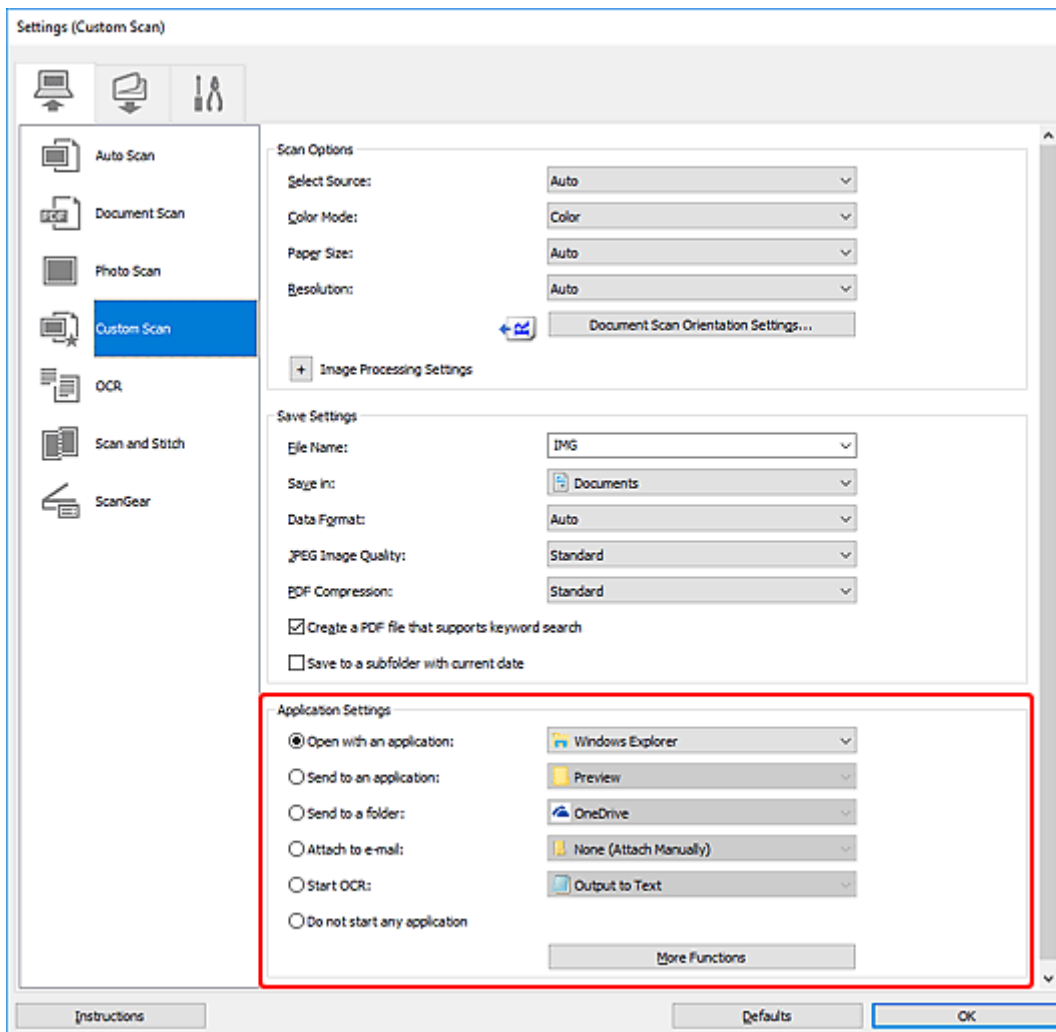 Settings (Custom Scan)
Auto Scan
Document Scan
Photo Scan
Custom Scan
OCR
Scan and Stitch
ScanGear
Scan Options
Select Source: Auto
Color Mode: Color
Paper Size: Auto
Resolution: Auto
Document Scan Orientation Settings...
+ Image Processing Settings
Save Settings
File Name: IMG
Save in: Documents
Data Format: Auto
JPEG Image Quality: Standard
PDF Compression: Standard
Create a PDF file that supports keyword search
Save to a subfolder with current date
Application Settings
Open with an application: Windows Explorer
Send to an application: Preview
Send to a folder: OneDrive
Attach to e-mail: None (Attach Manually)
Start OCR: Output to Text
Do not start any application
More Functions
Instructions Defaults OK